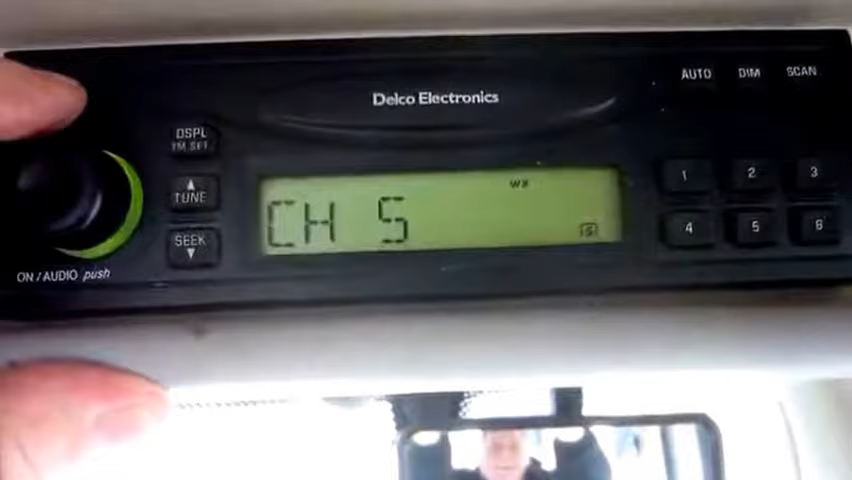 Delco Electronics
AUTO DIM SCAN
DSPL
TM SET
TUNE
SEEK
WX
CH 5
1 2 3
4 5 6
ON / AUDIO push